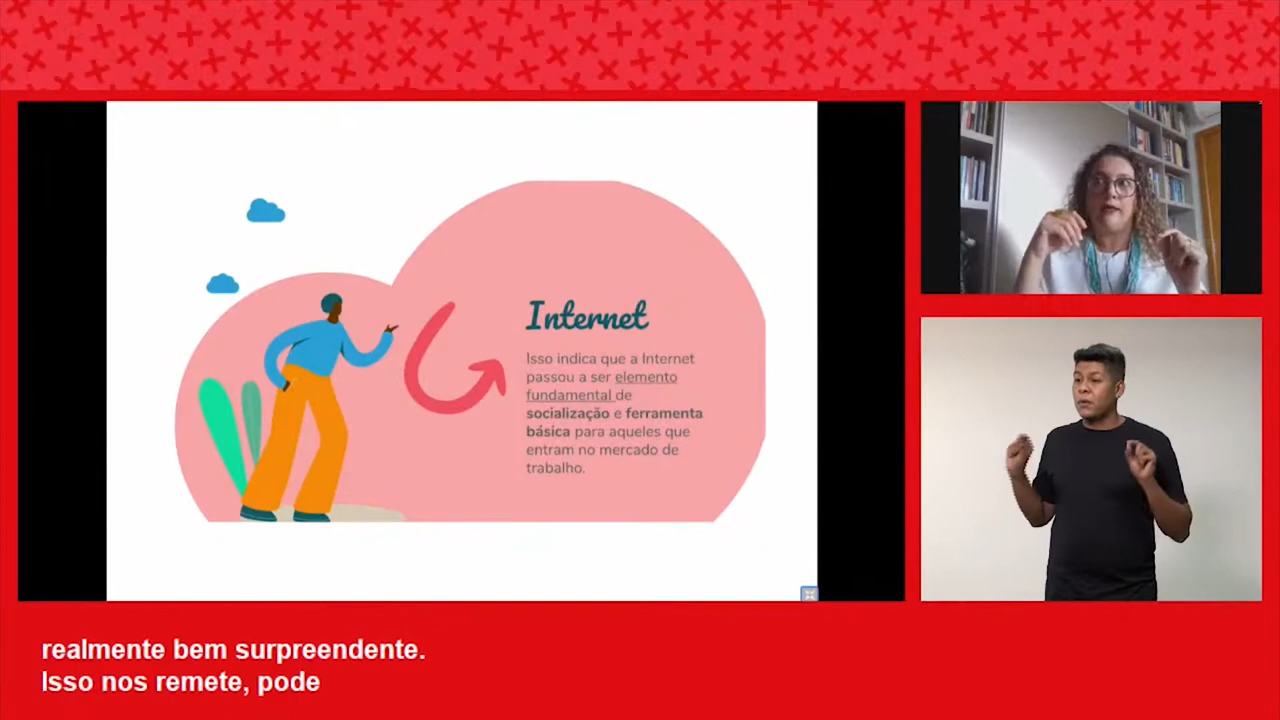 Internet
Isso indica que a Internet
passou a ser elemento
fundamental de
socialização e ferramenta
básica para aqueles que
entram no mercado de
trabalho.
realmente bem surpreendente.
Isso nos remete, pode